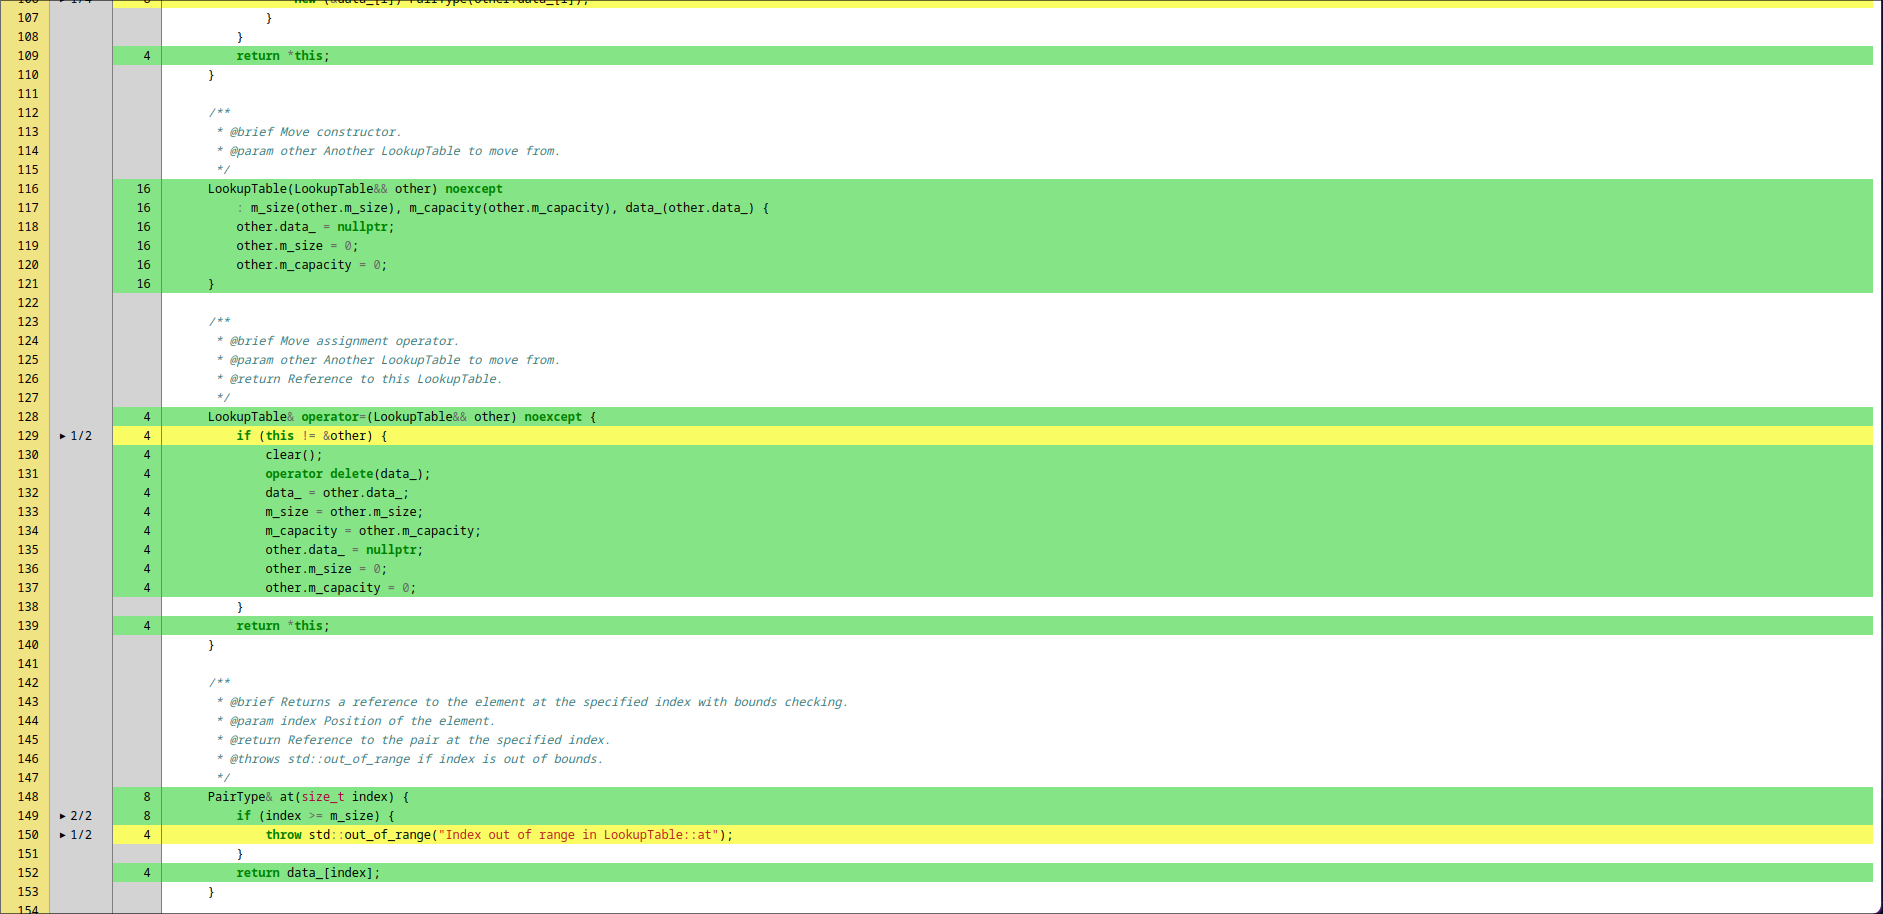 107 }
108 }
109 4 return *this;
110 }
111
112 /**
113 * @brief Move constructor.
114 * @param other Another LookupTable to move from.
115 */
116 16 LookupTable(LookupTable&& other) noexcept
117 16 : m_size(other.m_size), m_capacity(other.m_capacity), data_(other.data_) {
118 16 other.data_ = nullptr;
119 16 other.m_size = 0;
120 16 other.m_capacity = 0;
121 16 }
122
123 /**
124 * @brief Move assignment operator.
125 * @param other Another LookupTable to move from.
126 * @return Reference to this LookupTable.
127 */
128 4 LookupTable& operator=(LookupTable&& other) noexcept {
129 ▶ 1/2 4 if (this != &other) {
130 4 clear();
131 4 operator delete(data_);
132 4 data_ = other.data_;
133 4 m_size = other.m_size;
134 4 m_capacity = other.m_capacity;
135 4 other.data_ = nullptr;
136 4 other.m_size = 0;
137 4 other.m_capacity = 0;
138 }
139 4 return *this;
140 }
141
142 /**
143 * @brief Returns a reference to the element at the specified index with bounds checking.
144 * @param index Position of the element.
145 * @return Reference to the pair at the specified index.
146 * @throws std::out_of_range if index is out of bounds.
147 */
148 8 PairType& at(size_t index) {
149 ▶ 2/2 8 if (index >= m_size) {
150 ▶ 1/2 4 throw std::out_of_range("Index out of range in LookupTable::at");
151 }
152 4 return data_[index];
153 }
154